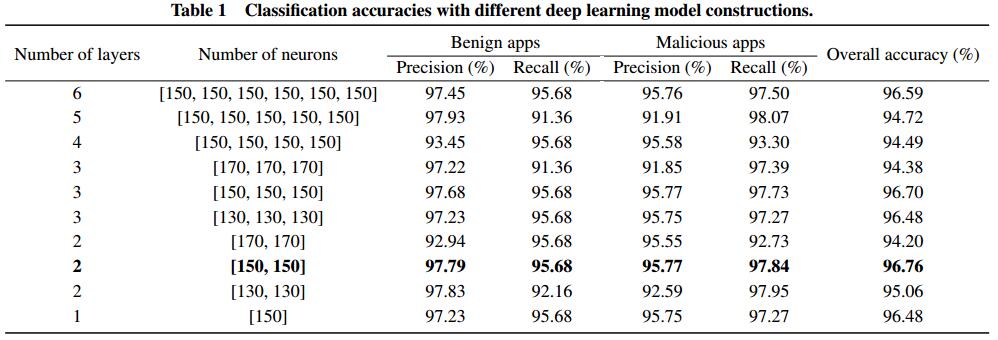 Table 1 Classification accuracies with different deep learning model constructions.
Number of layers Number of neurons Benign apps Malicious apps Overall accuracy (%)
Precision (%) Recall (%) Precision (%) Recall (%)
6 [150, 150, 150, 150, 150, 150] 97.45 95.68 95.76 97.50 96.59
5 [150, 150, 150, 150, 150] 97.93 91.36 91.91 98.07 94.72
4 [150, 150, 150, 150] 93.45 95.68 95.58 93.30 94.49
3 [170, 170, 170] 97.22 91.36 91.85 97.39 94.38
3 [150, 150, 150] 97.68 95.68 95.77 97.73 96.70
3 [130, 130, 130] 97.23 95.68 95.75 97.27 96.48
2 [170, 170] 92.94 95.68 95.55 92.73 94.20
2 [150, 150] 97.79 95.68 95.77 97.84 96.76
2 [130, 130] 97.83 92.16 92.59 97.95 95.06
1 [150] 97.23 95.68 95.75 97.27 96.48